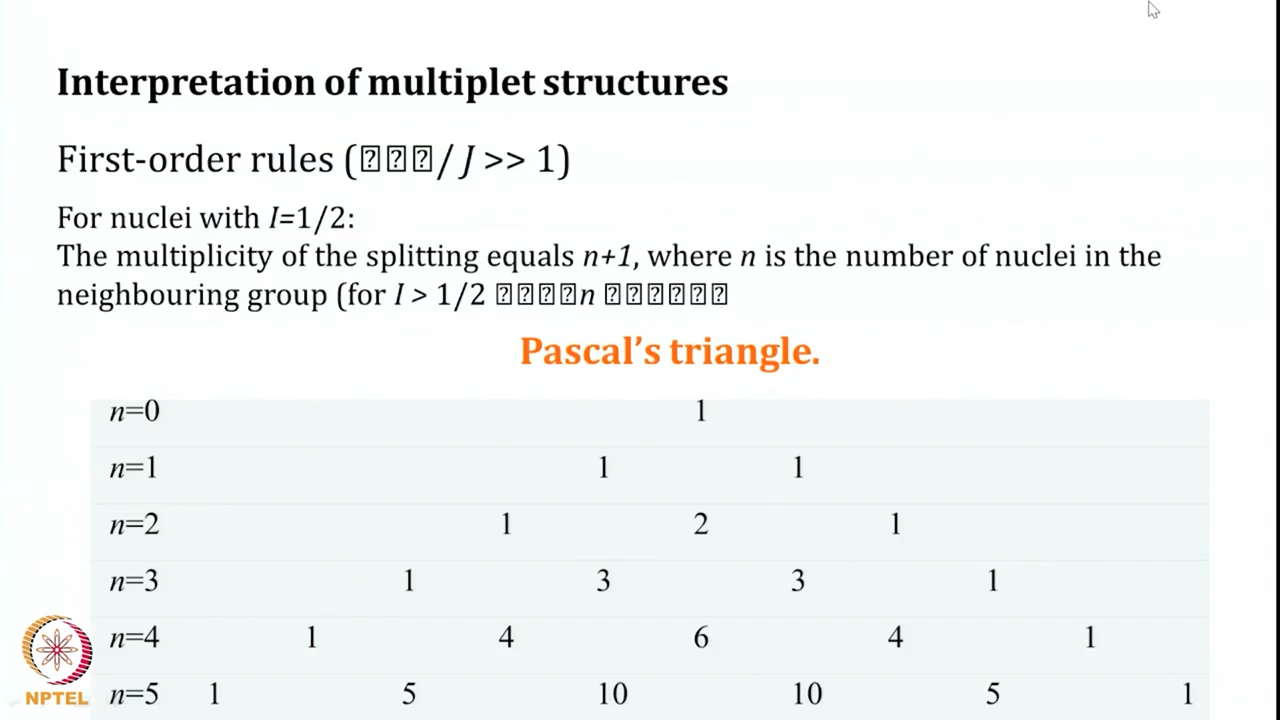 Interpretation of multiplet structures
First-order rules (⍰⍰⍰/J >> 1)
For nuclei with I=1/2:
The multiplicity of the splitting equals n+1, where n is the number of nuclei in the
neighbouring group (for I > 1/2 ⍰⍰⍰⍰n ⍰⍰⍰⍰⍰⍰
Pascal’s triangle.
n=0 1
n=1 1 1
n=2 1 2 1
n=3 1 3 3 1
n=4 1 4 6 4 1
n=5 1 5 10 10 5 1
NPTEL